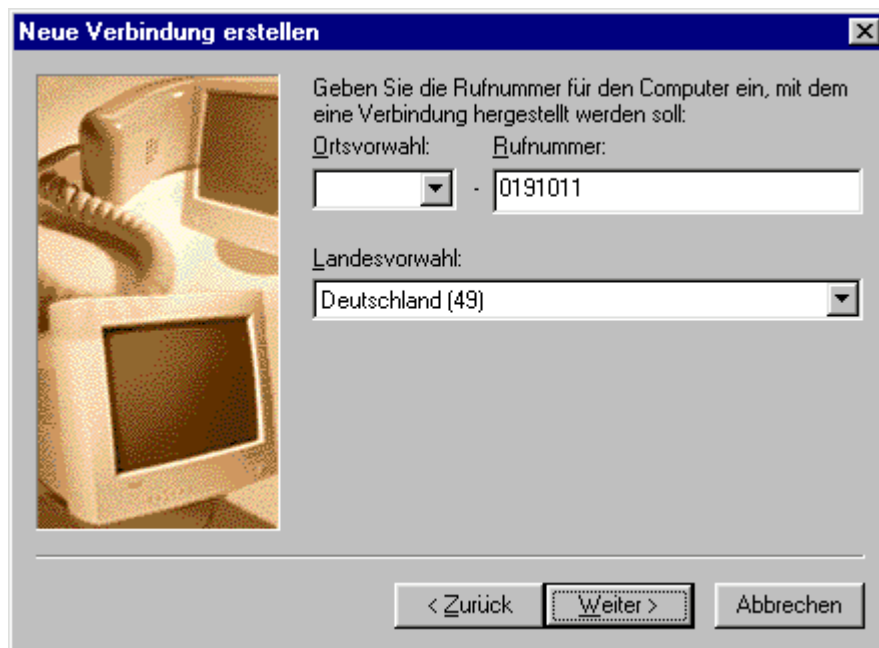 Neue Verbindung erstellen
Geben Sie die Rufnummer für den Computer ein, mit dem
eine Verbindung hergestellt werden soll:
Ortsvorwahl: Rufnummer:
- 0191011
Landesvorwahl:
Deutschland (49)
< Zurück Weiter > Abbrechen